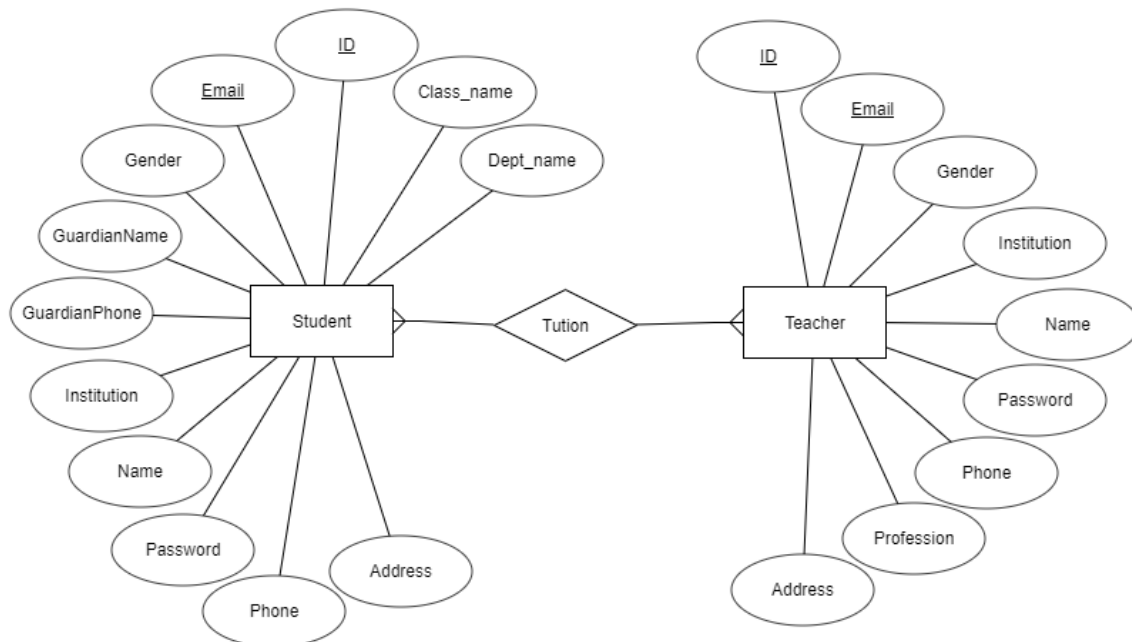 ID
Email
Class_name
Gender
Dept_name
GuardianName
GuardianPhone
Student
Institution
Name
Password
Address
Phone
Tution
ID
Email
Gender
Institution
Teacher
Name
Password
Phone
Profession
Address